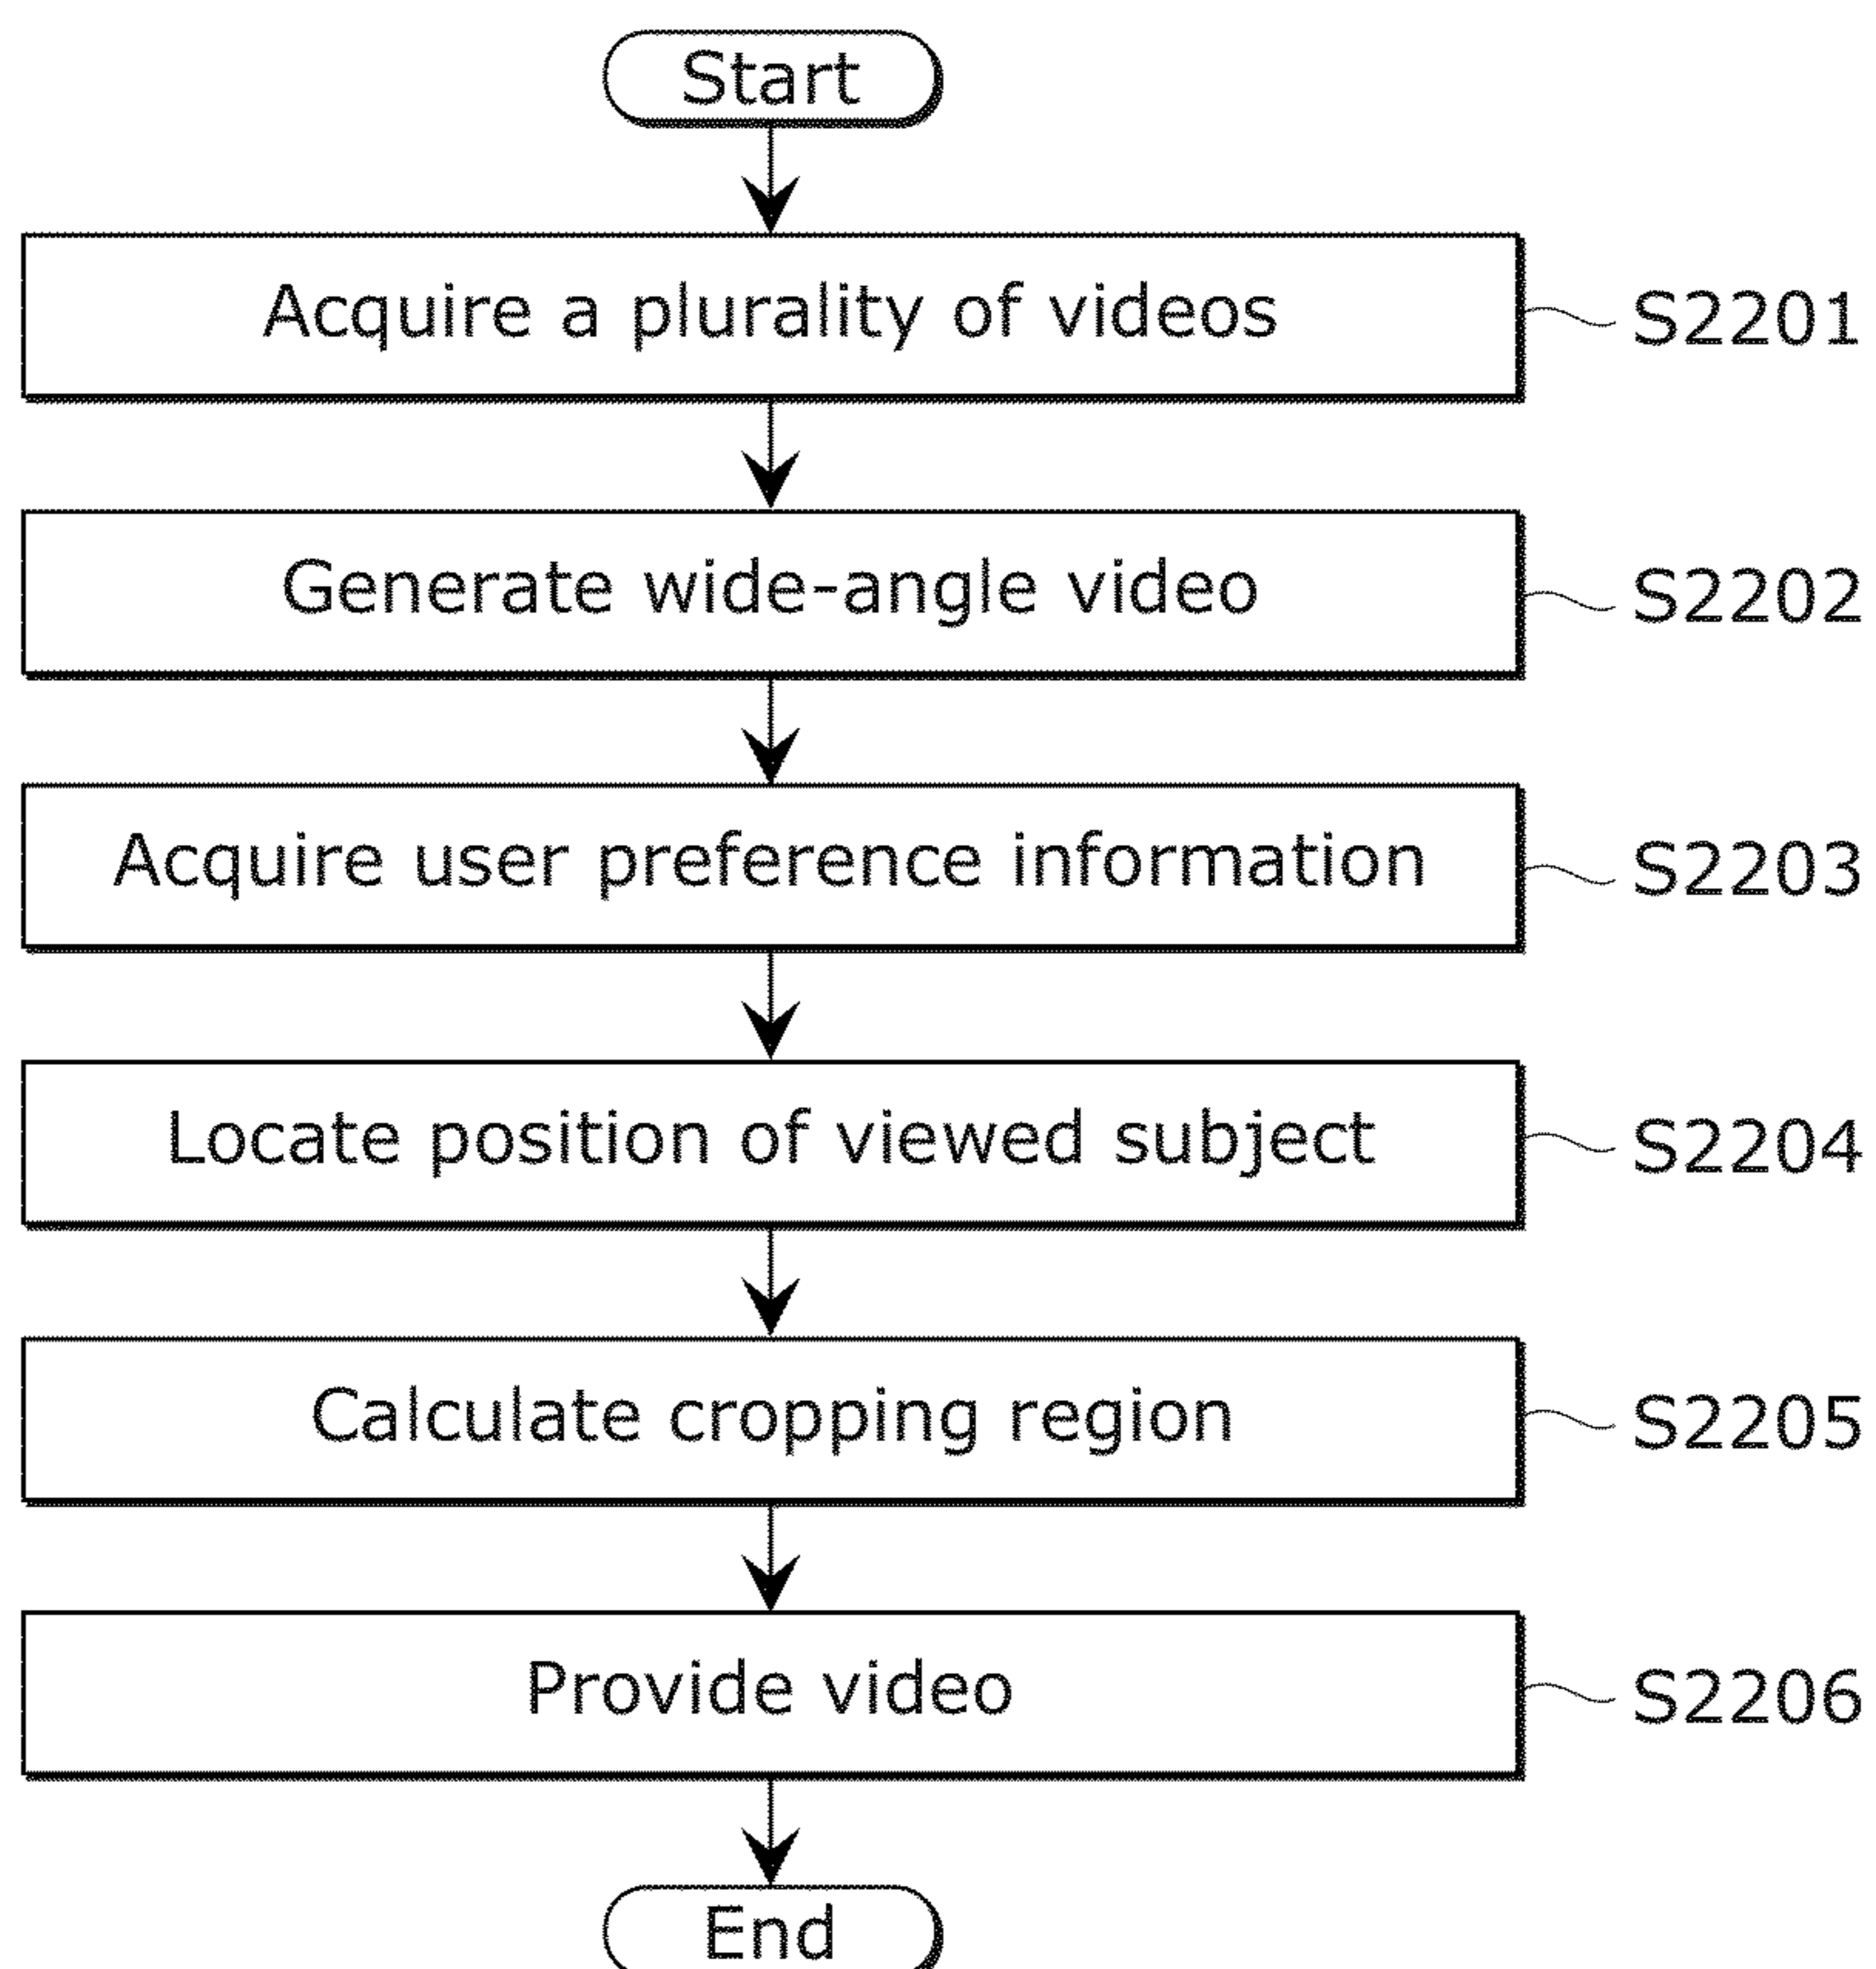 Start
Acquire a plurality of videos S2201
Generate wide-angle video S2202
Acquire user preference information S2203
Locate position of viewed subject S2204
Calculate cropping region S2205
Provide video S2206
End